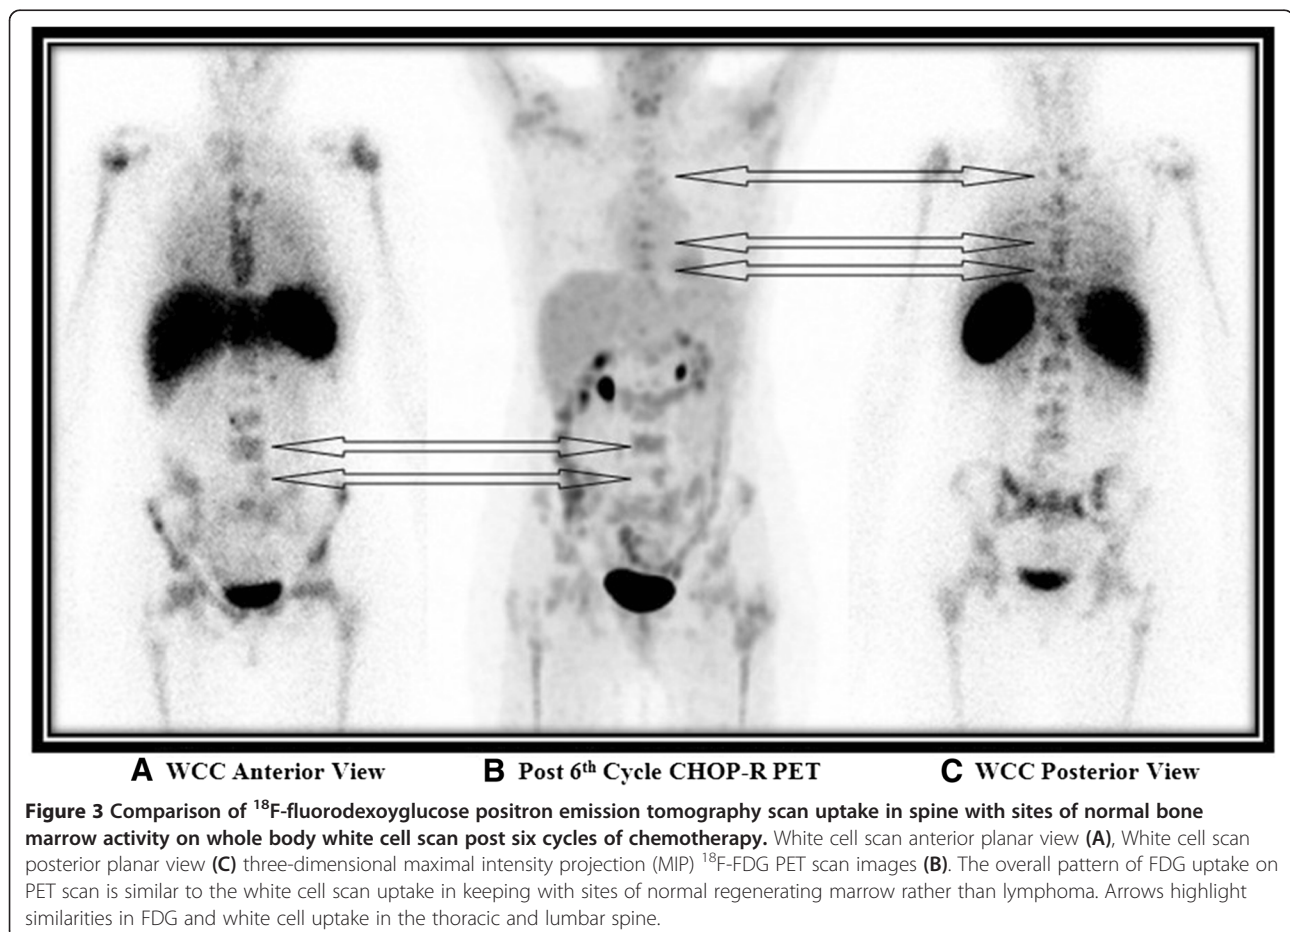 A WCC Anterior View
B Post 6th Cycle CHOP-R PET
C WCC Posterior View
Figure 3 Comparison of 18F-fluorodexoyglucose positron emission tomography scan uptake in spine with sites of normal bone
marrow activity on whole body white cell scan post six cycles of chemotherapy. White cell scan anterior planar view (A), White cell scan
posterior planar view (C) three-dimensional maximal intensity projection (MIP) 18F-FDG PET scan images (B). The overall pattern of FDG uptake on
PET scan is similar to the white cell scan uptake in keeping with sites of normal regenerating marrow rather than lymphoma. Arrows highlight
similarities in FDG and white cell uptake in the thoracic and lumbar spine.